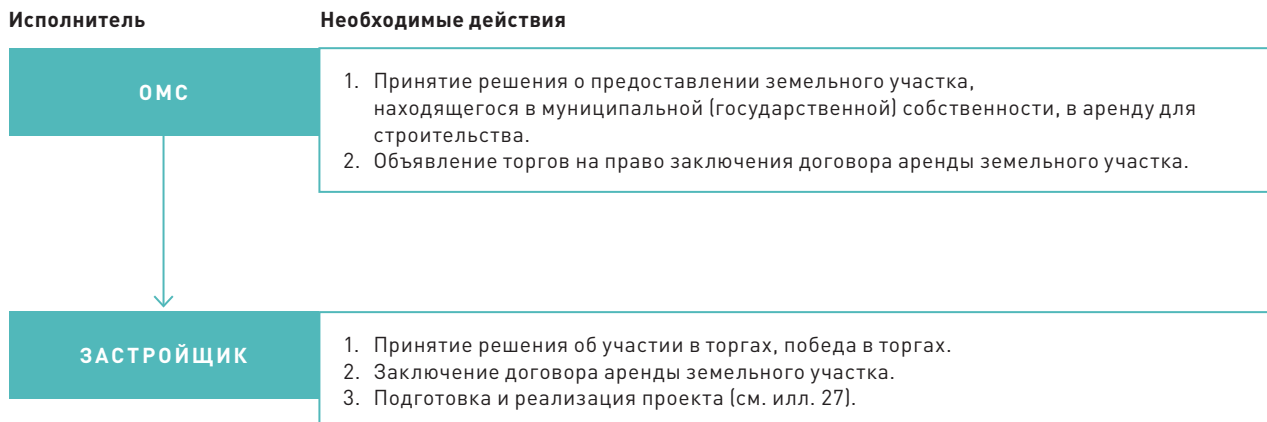 Исполнитель
Необходимые действия
ОМС
1. Принятие решения о предоставлении земельного участка,
находящегося в муниципальной (государственной) собственности, в аренду для
строительства.
2. Объявление торгов на право заключения договора аренды земельного участка.
ЗАСТРОЙЩИК
1. Принятие решения об участии в торгах, победа в торгах.
2. Заключение договора аренды земельного участка.
3. Подготовка и реализация проекта (см. илл. 27).